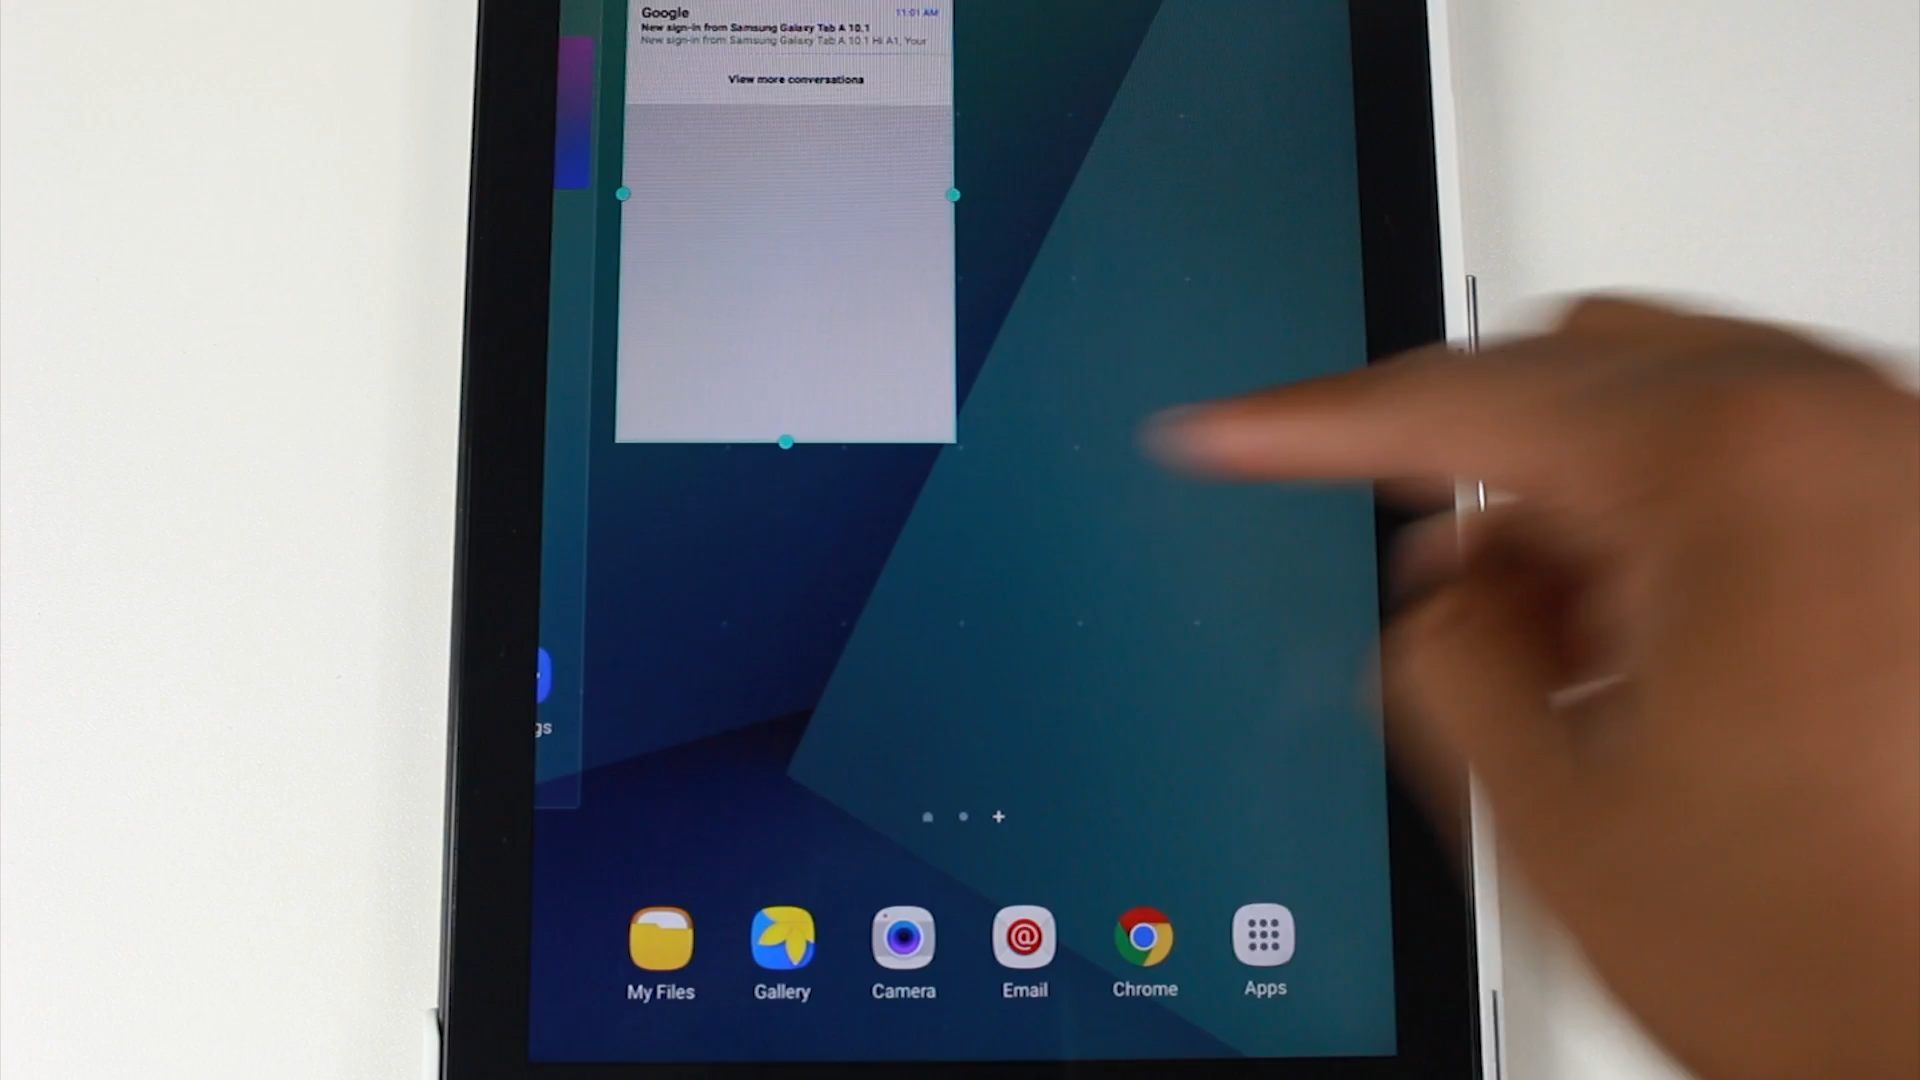 Google 11:01 AM
New sign-in from Samsung Galaxy Tab A 10.1
New sign-in from Samsung Galaxy Tab A 10.1 Hi A1, Your
View more conversations
gs
My Files Gallery Camera Email Chrome Apps